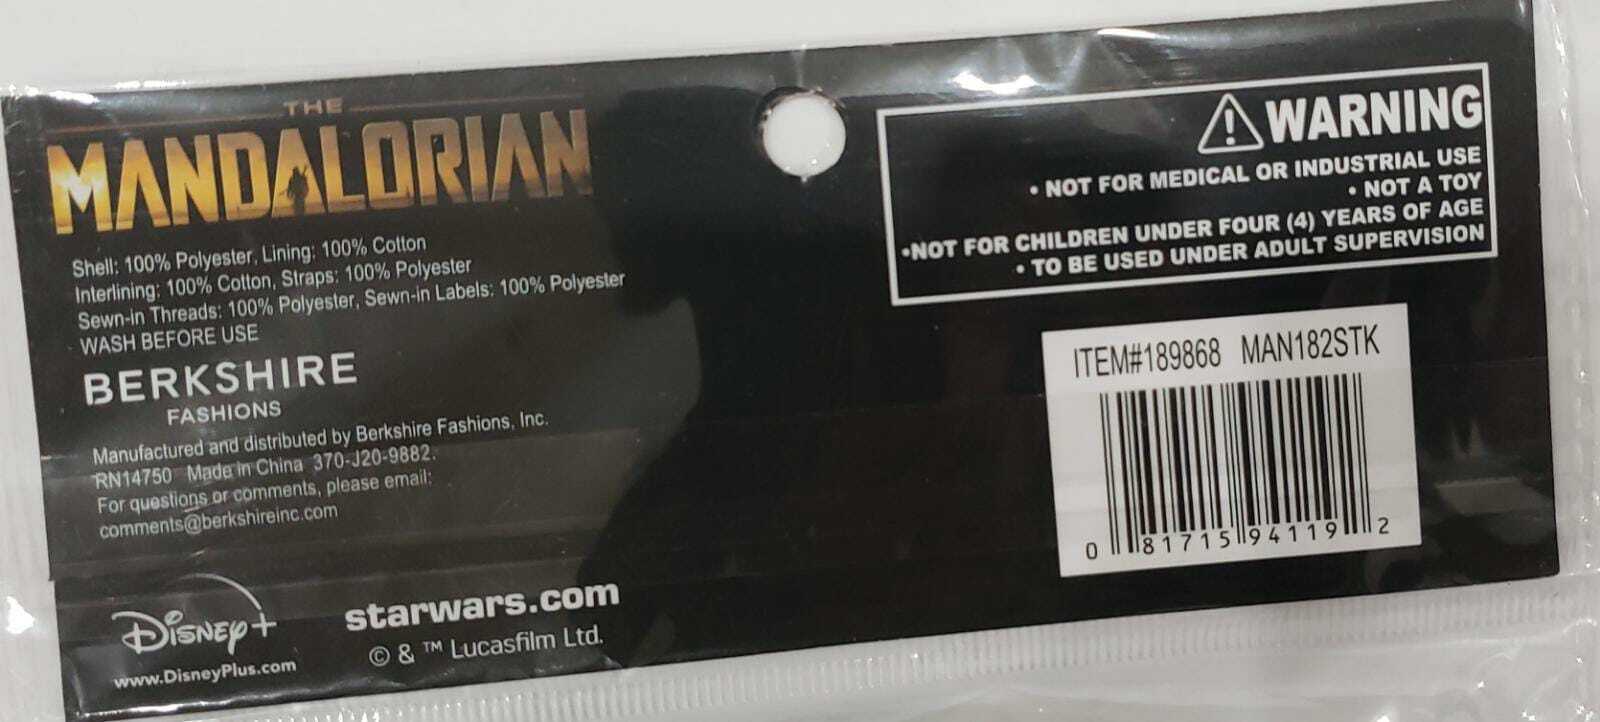 THE
MANDALORIAN
Shell: 100% Polyester, Lining: 100% Cotton
Interlining: 100% Cotton, Straps: 100% Polyester
Sewn-in Threads: 100% Polyester, Sewn-in Labels: 100% Polyester
WASH BEFORE USE
BERKSHIRE
FASHIONS
Manufactured and distributed by Berkshire Fashions, Inc.
RN14750 Made in China 370-J20-9882.
For questions or comments, please email:
comments@berkshireinc.com
Disney+
www.DisneyPlus.com
starwars.com
© & ™ Lucasfilm Ltd.
WARNING
• NOT FOR MEDICAL OR INDUSTRIAL USE
• NOT A TOY
•NOT FOR CHILDREN UNDER FOUR (4) YEARS OF AGE
• TO BE USED UNDER ADULT SUPERVISION
ITEM#189868 MAN182STK
0 81715 94119 2